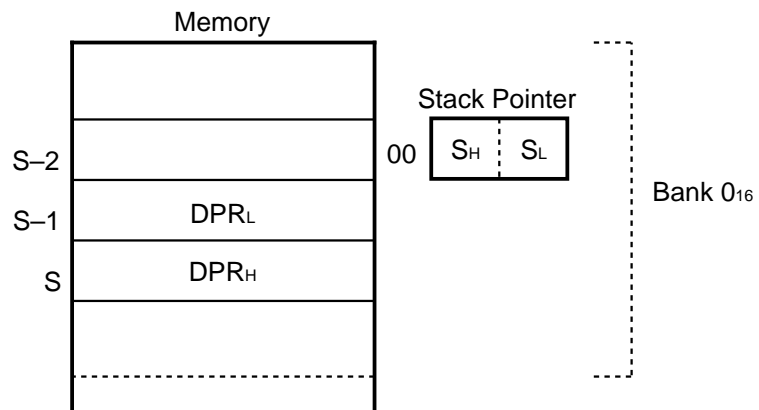 Memory
Stack Pointer
S–2
00
SH SL
Bank 016
S–1
DPRL
S
DPRH